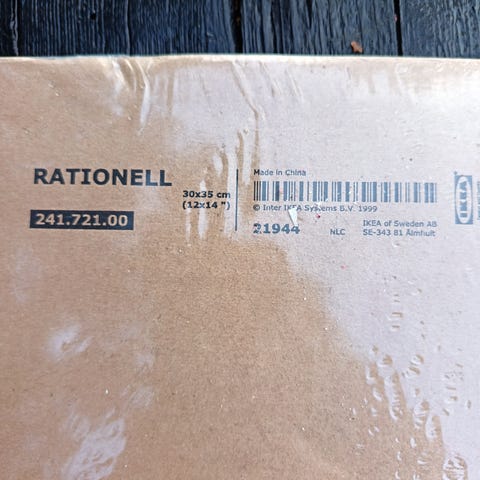 RATIONELL
30x35 cm
(12x14 ")
241.721.00
Made in China
© Inter IKEA Systems B.V. 1999
21944
NLC
IKEA of Sweden AB
SE-343 81 Älmhult
IKEA